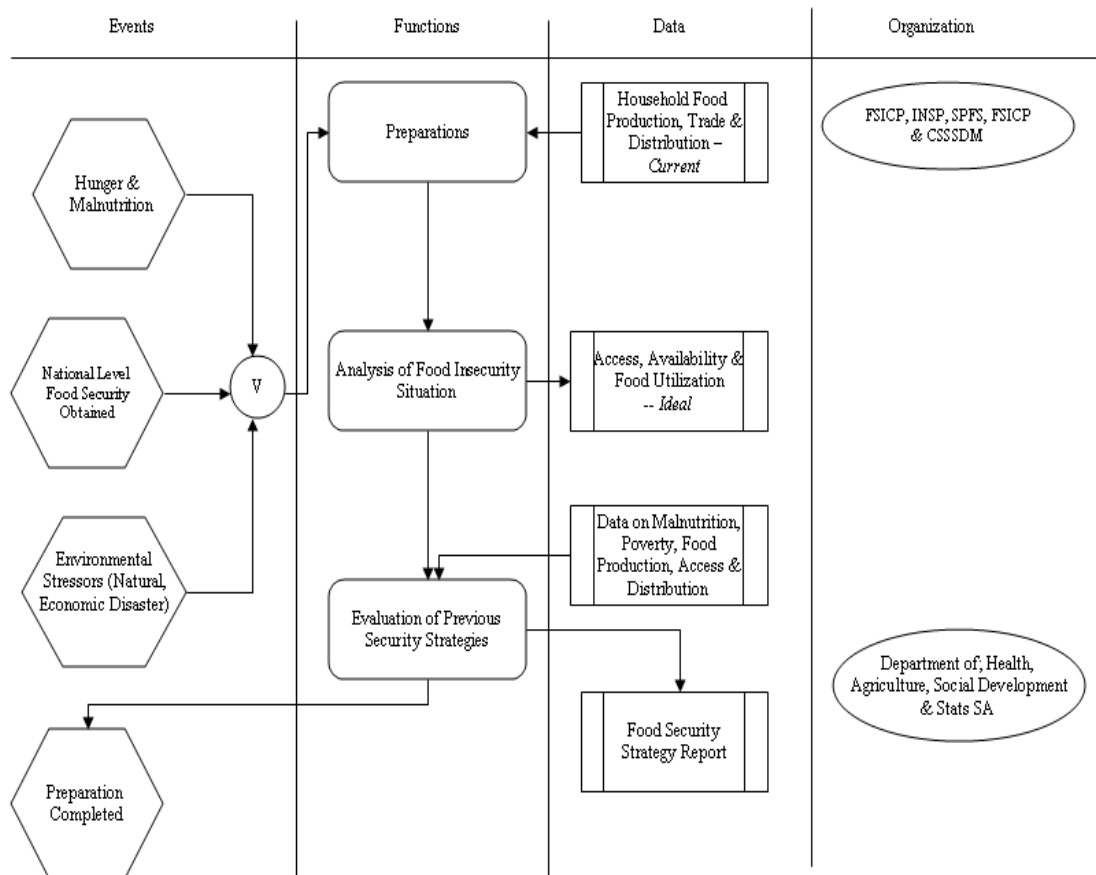 Events
Functions
Data
Organization
Hunger &
Malnutrition
National Level
Food Security
Obtained
Environmental
Stressors (Natural,
Economic Disaster)
Preparation
Completed
V
Preparations
Analysis of Food Insecurity
Situation
Evaluation of Previous
Security Strategies
Household Food
Production, Trade &
Distribution –
Current
Access, Availability &
Food Utilization
-- Ideal
Data on Malnutrition,
Poverty, Food
Production, Access &
Distribution
Food Security
Strategy Report
FSICP, INSP, SPFS, FSICP
& CSSSDM
Department of; Health,
Agriculture, Social Development
& Stats SA